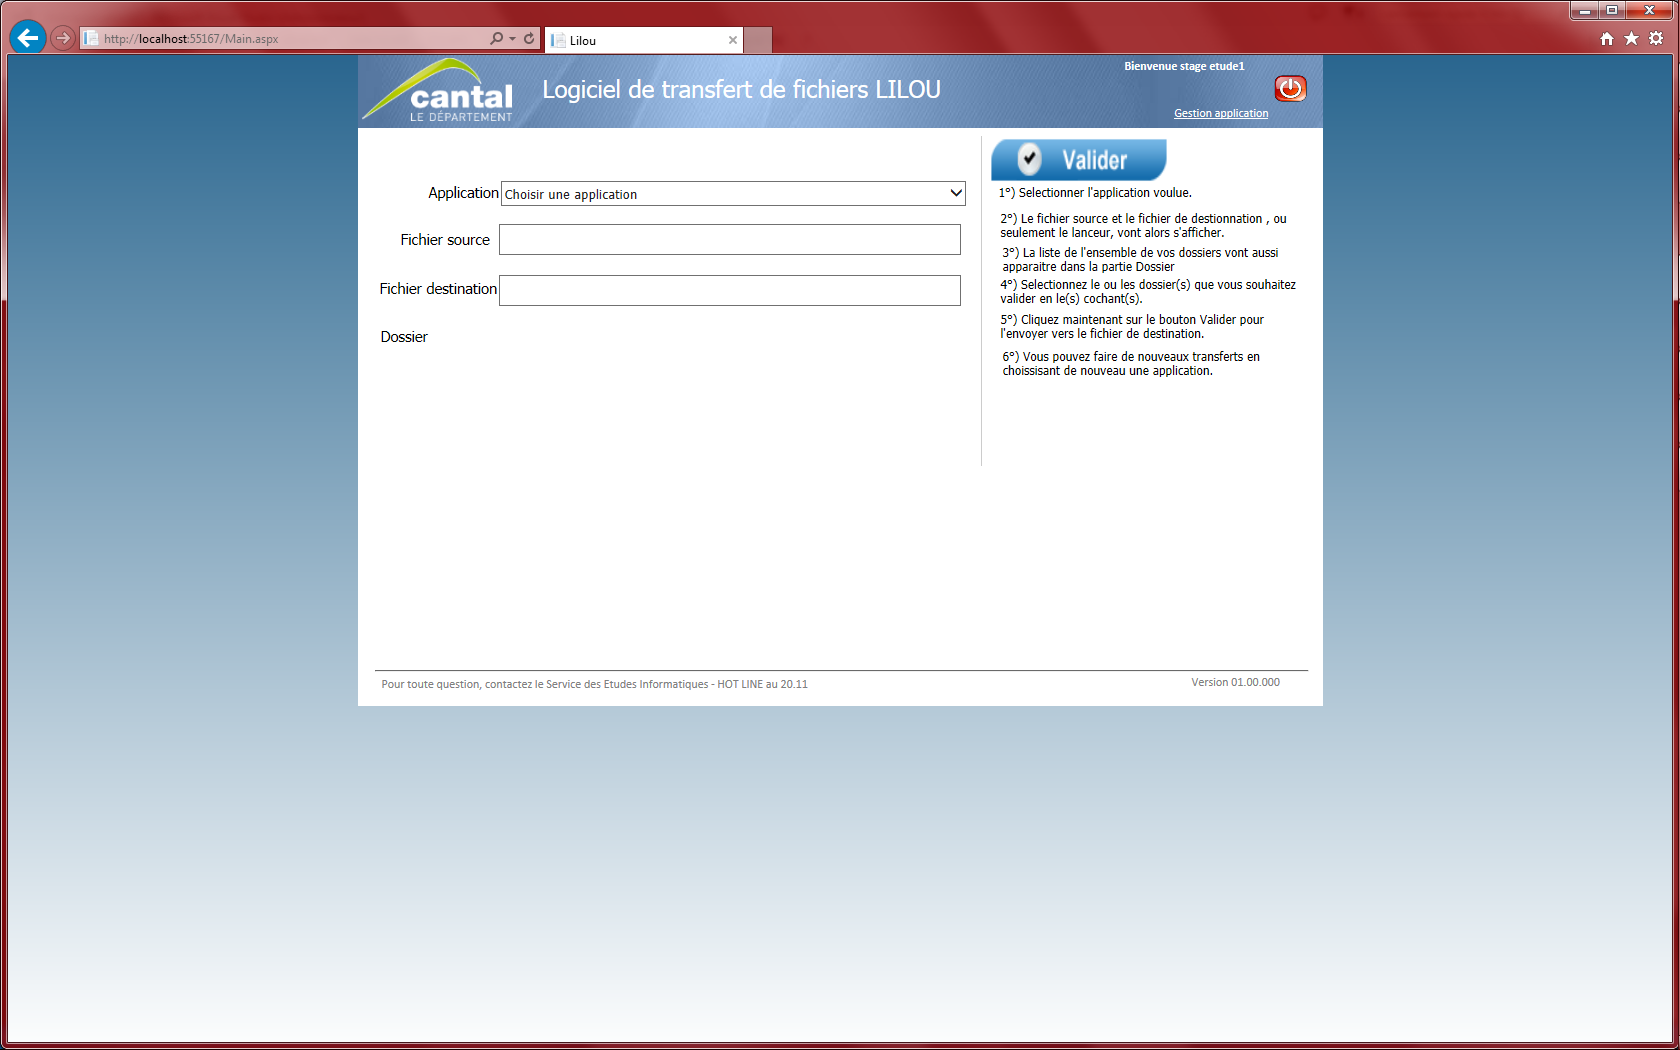 http://localhost:55167/Main.aspx
Lilou
cantal
LE DÉPARTEMENT
Logiciel de transfert de fichiers LILOU
Bienvenue stage etude1
Gestion application
Valider
Application
Choisir une application
Fichier source
Fichier destination
Dossier
1°) Selectionner l'application voulue.
2°) Le fichier source et le fichier de destionnation , ou
seulement le lanceur, vont alors s'afficher.
3°) La liste de l'ensemble de vos dossiers vont aussi
apparaitre dans la partie Dossier
4°) Selectionnez le ou les dossier(s) que vous souhaitez
valider en le(s) cochant(s).
5°) Cliquez maintenant sur le bouton Valider pour
l'envoyer vers le fichier de destination.
6°) Vous pouvez faire de nouveaux transferts en
choissisant de nouveau une application.
Pour toute question, contactez le Service des Etudes Informatiques - HOT LINE au 20.11
Version 01.00.000